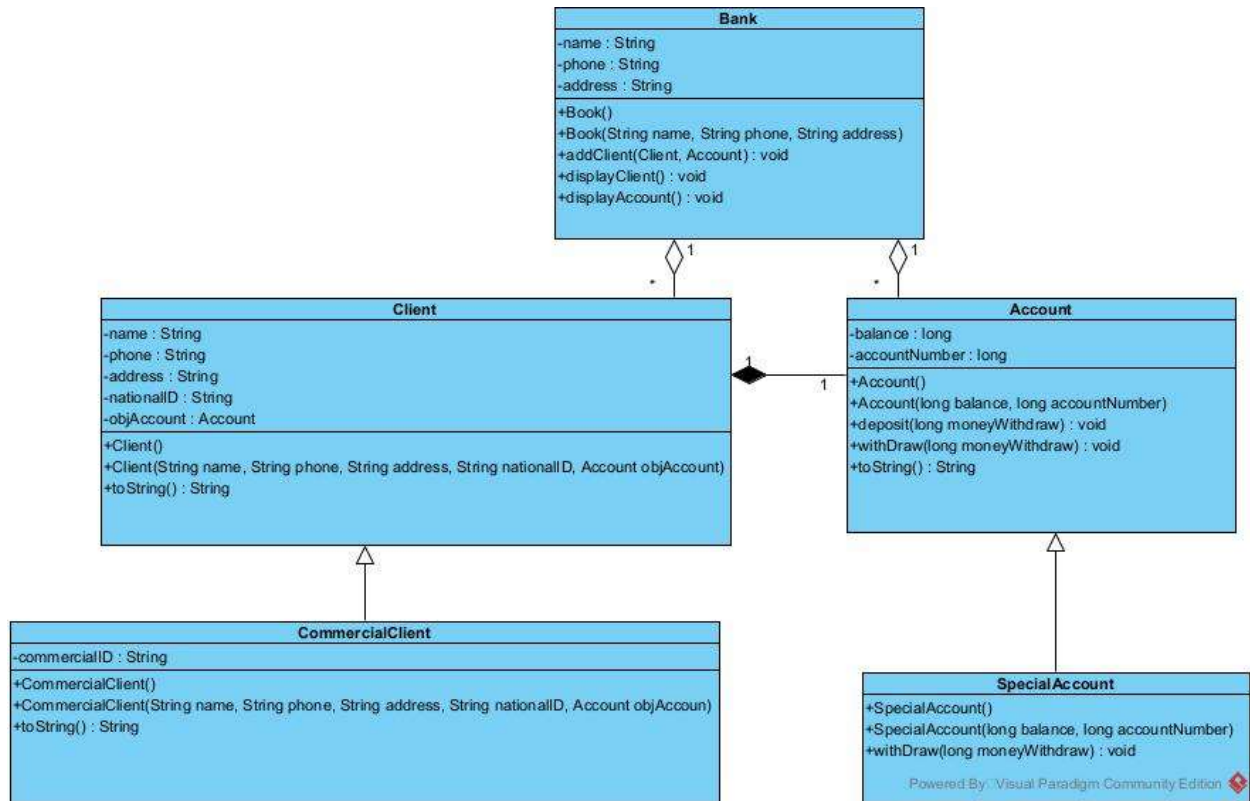 Bank
-name : String
-phone : String
-address : String
+Book()
+Book(String name, String phone, String address)
+addClient(Client, Account) : void
+displayClient() : void
+displayAccount() : void
1
1
*
*
Client
-name : String
-phone : String
-address : String
-nationalID : String
-objAccount : Account
+Client()
+Client(String name, String phone, String address, String nationalID, Account objAccount)
+toString() : String
1
1
Account
-balance : long
-accountNumber : long
+Account()
+Account(long balance, long accountNumber)
+deposit(long moneyWithdraw) : void
+withDraw(long moneyWithdraw) : void
+toString() : String
CommercialClient
-commercialID : String
+CommercialClient()
+CommercialClient(String name, String phone, String address, String nationalID, Account objAccoun)
+toString() : String
SpecialAccount
+SpecialAccount()
+SpecialAccount(long balance, long accountNumber)
+withDraw(long moneyWithdraw) : void
Powered By Visual Paradigm Community Edition